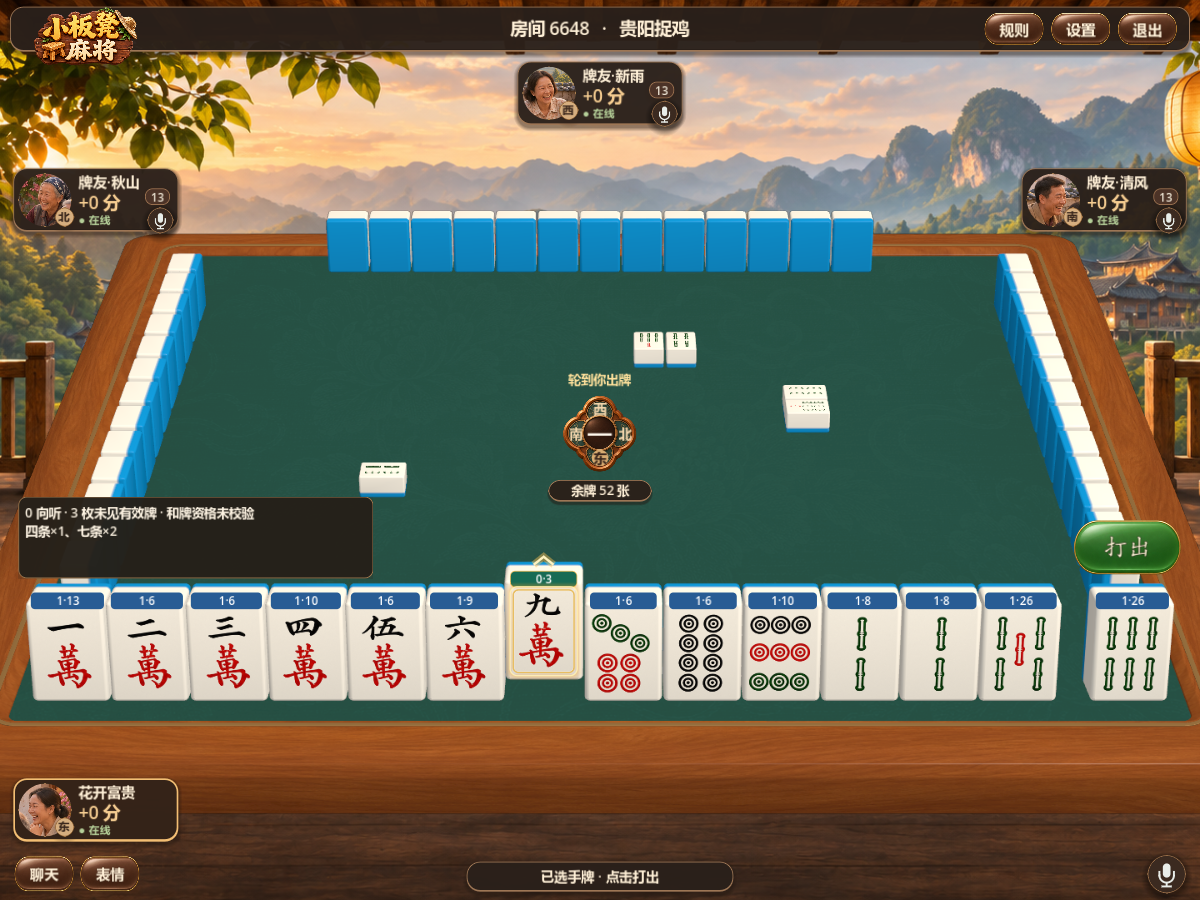 小板凳
麻将
房间 6648 · 贵阳捉鸡
规则
设置
退出
牌友·新雨
+0 分
在线
西
13
牌友·秋山
+0 分
在线
北
13
牌友·清风
+0 分
在线
南
13
轮到你出牌
西
南
北
东
余牌 52 张
0 向听 · 3 枚未见有效牌 · 和牌资格未校验
四条×1、七条×2
打出
1·13
1·6
1·6
1·10
1·6
1·9
0·3
1·6
1·6
1·10
1·8
1·8
1·26
1·26
一萬
二萬
三萬
四萬
伍萬
六萬
九萬
花开富贵
+0 分
在线
东
聊天
表情
已选手牌 · 点击打出